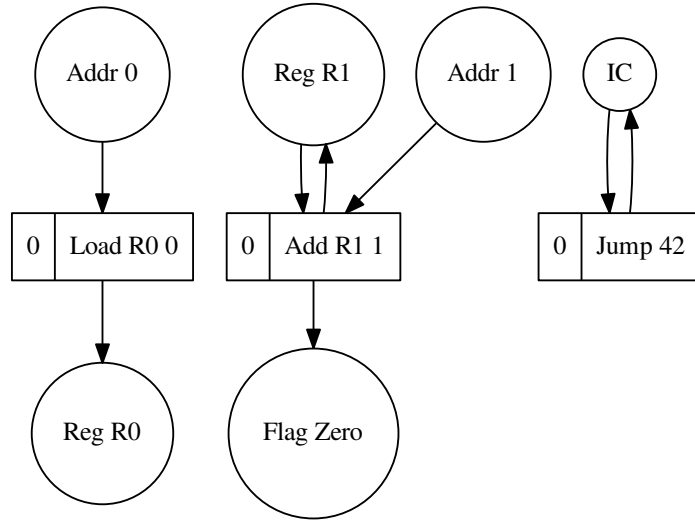 Addr 0
Reg R1
Addr 1
IC
0 Load R0 0
0 Add R1 1
0 Jump 42
Reg R0
Flag Zero